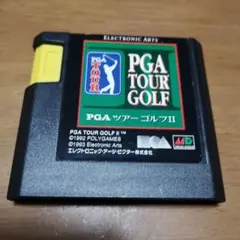 ELECTRONIC ARTS
PGA TOUR
PGA
TOUR
GOLF
PGA ツアー ゴルフII
PGA TOUR GOLF II™
©1992 POLYGAMES
©1993 Electronic Arts
エレクトロニック・アーツ・ビクター株式会社